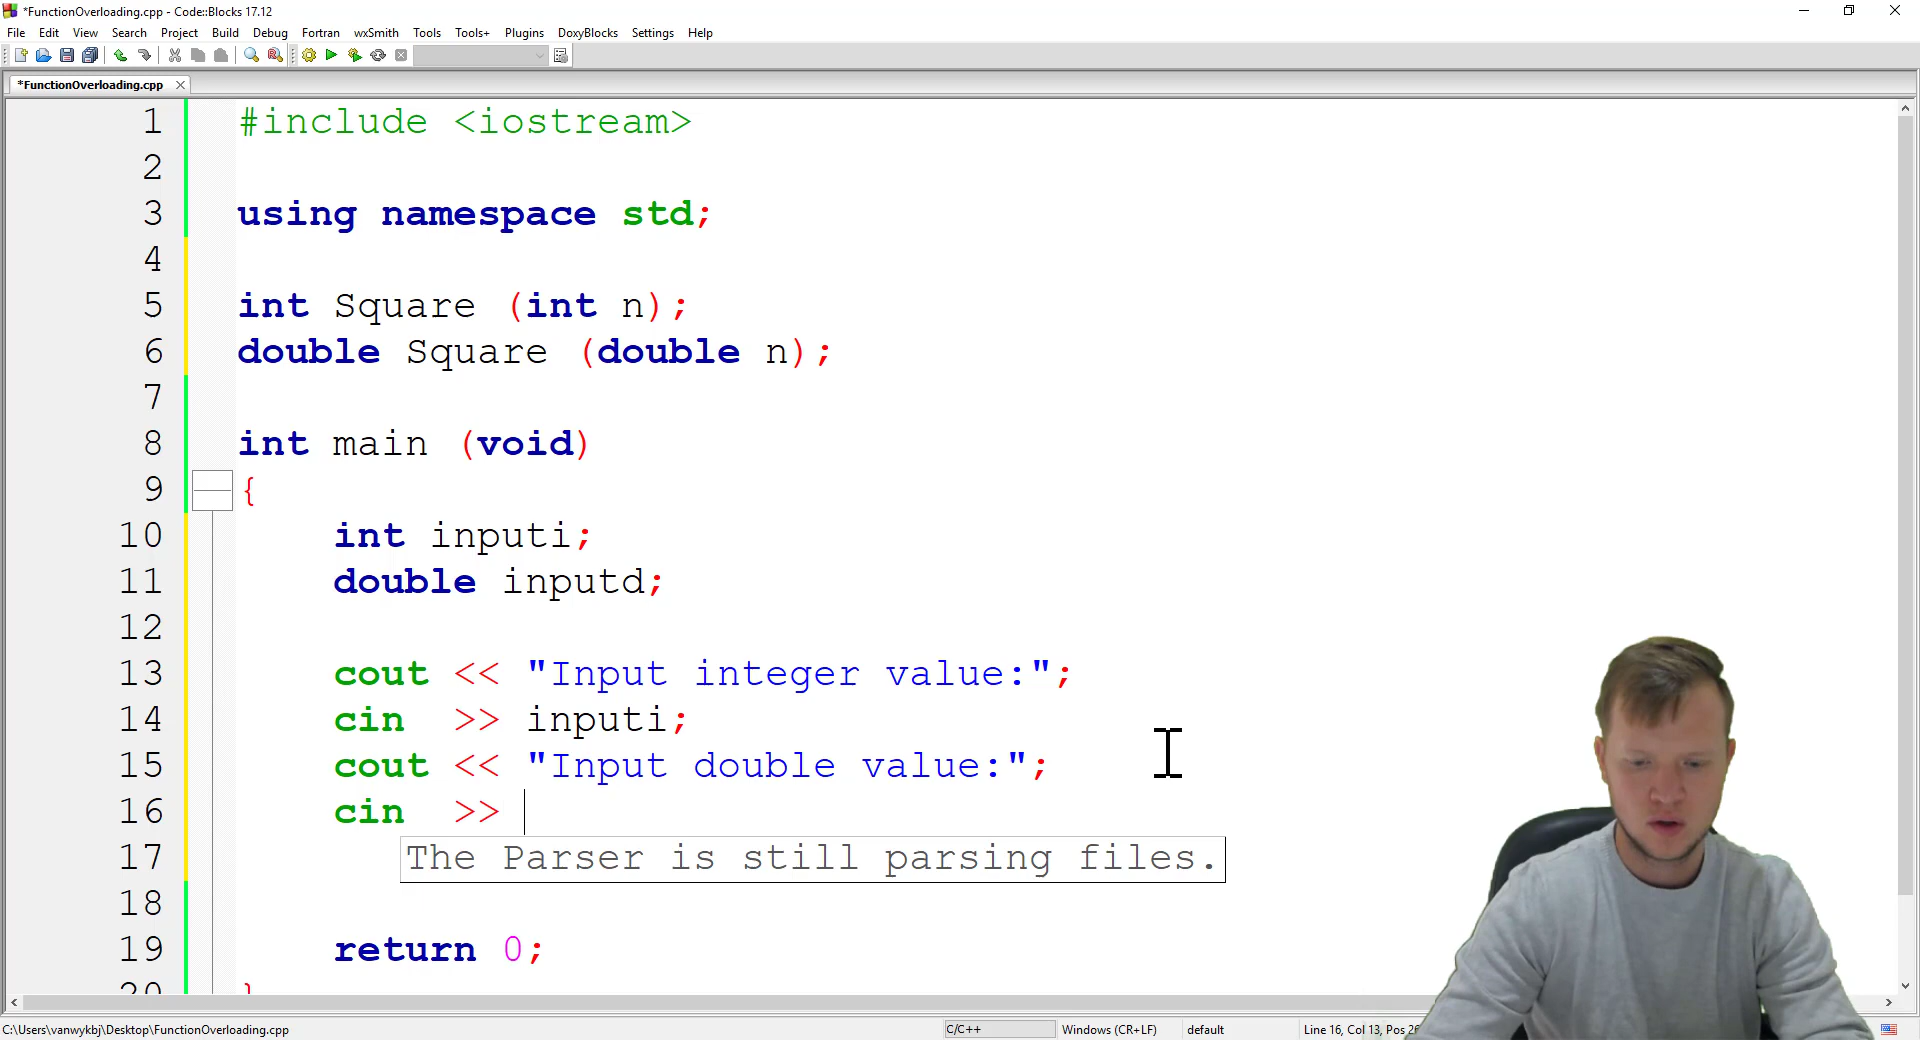 *FunctionOverloading.cpp - Code::Blocks 17.12
File Edit View Search Project Build Debug Fortran wxSmith Tools Tools+ Plugins DoxyBlocks Settings Help
*FunctionOverloading.cpp
1 #include <iostream>
2
3 using namespace std;
4
5 int Square (int n);
6 double Square (double n);
7
8 int main (void)
9 {
10 int inputi;
11 double inputd;
12
13 cout << "Input integer value:";
14 cin >> inputi;
15 cout << "Input double value:";
16 cin >>
The Parser is still parsing files.
17
18
19 return 0;
20 }
C:\Users\vanwykbj\Desktop\FunctionOverloading.cpp C/C++ Windows (CR+LF) default Line 16, Col 13, Pos